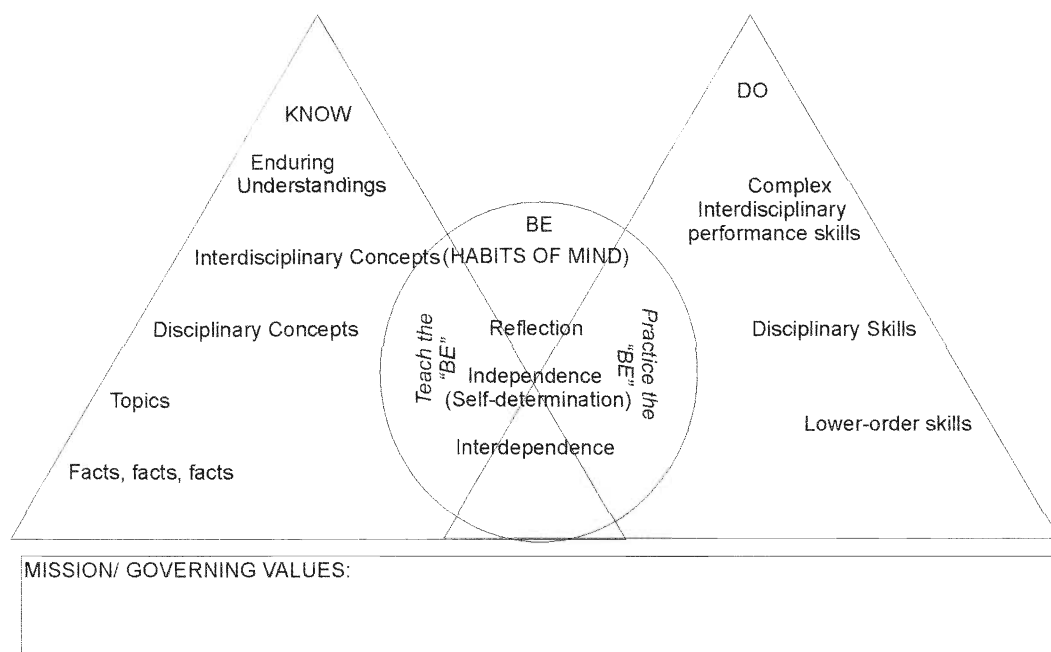 KNOW
Enduring
Understandings
Interdisciplinary Concepts
Disciplinary Concepts
Topics
Facts, facts, facts
BE
(HABITS OF MIND)
Teach the
“BE”
Reflection
Independence
(Self-determination)
Interdependence
Practice the
“BE”
DO
Complex
Interdisciplinary
performance skills
Disciplinary Skills
Lower-order skills
MISSION/ GOVERNING VALUES: